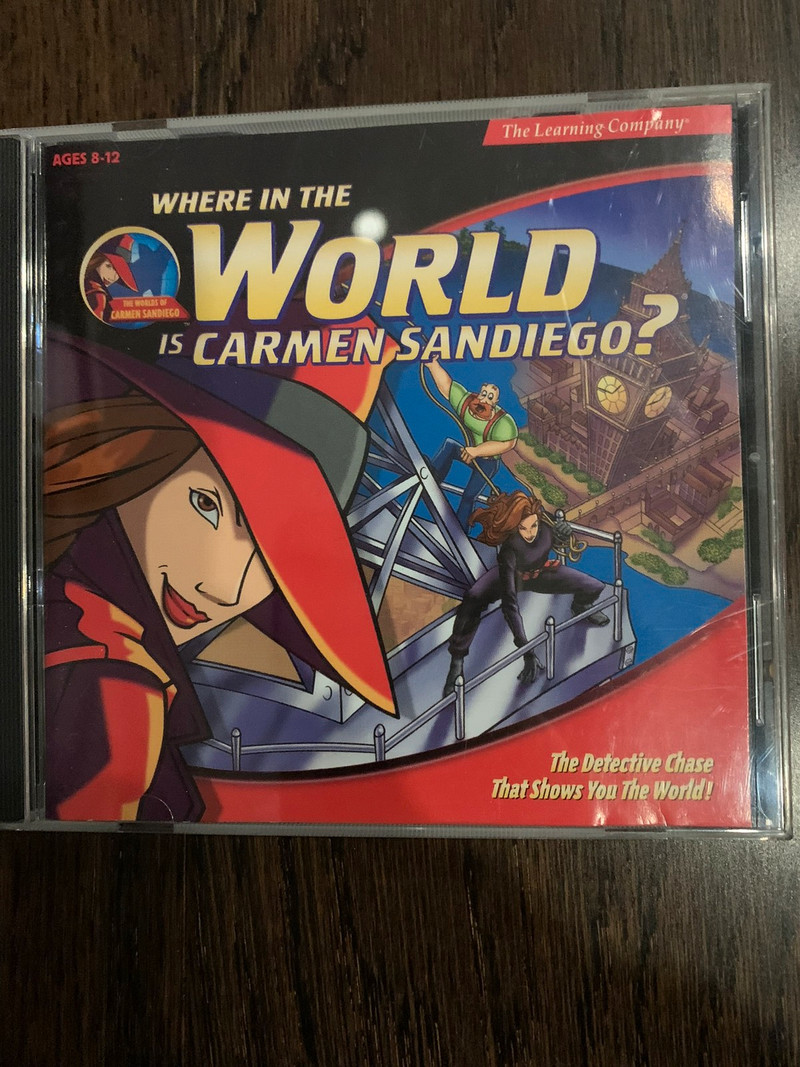 The Learning Company®
AGES 8-12
WHERE IN THE
WORLD
IS CARMEN SANDIEGO?
THE WORLDS OF
CARMEN SANDIEGO
The Detective Chase
That Shows You The World!